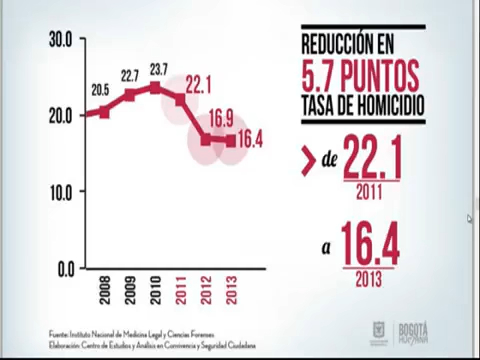 30.0
20.0
10.0
0.0
20.5
22.7
23.7
22.1
16.9
16.4
2008
2009
2010
2011
2012
2013
REDUCCIÓN EN
5.7 PUNTOS
TASA DE HOMICIDIO
de 22.1
2011
a 16.4
2013
Fuente: Instituto Nacional de Medicina Legal y Ciencias Forenses
Elaboración: Centro de Estudios y Análisis en Convivencia y Seguridad Ciudadana
BOGOTÁ
HUMANA